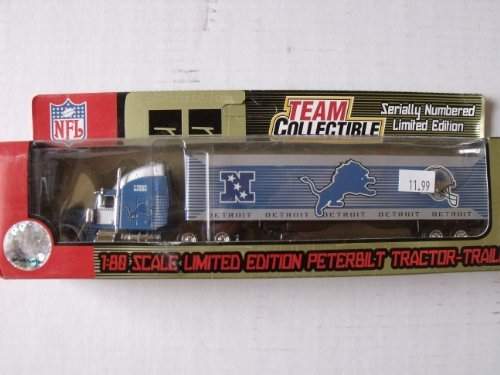 NFL
TEAM
COLLECTIBLE
Serially Numbered
Limited Edition
N
11.99
DETROIT DETROIT DETROIT DETROIT DETROIT
1:80 SCALE LIMITED EDITION PETERBILT TRACTOR-TRAIL